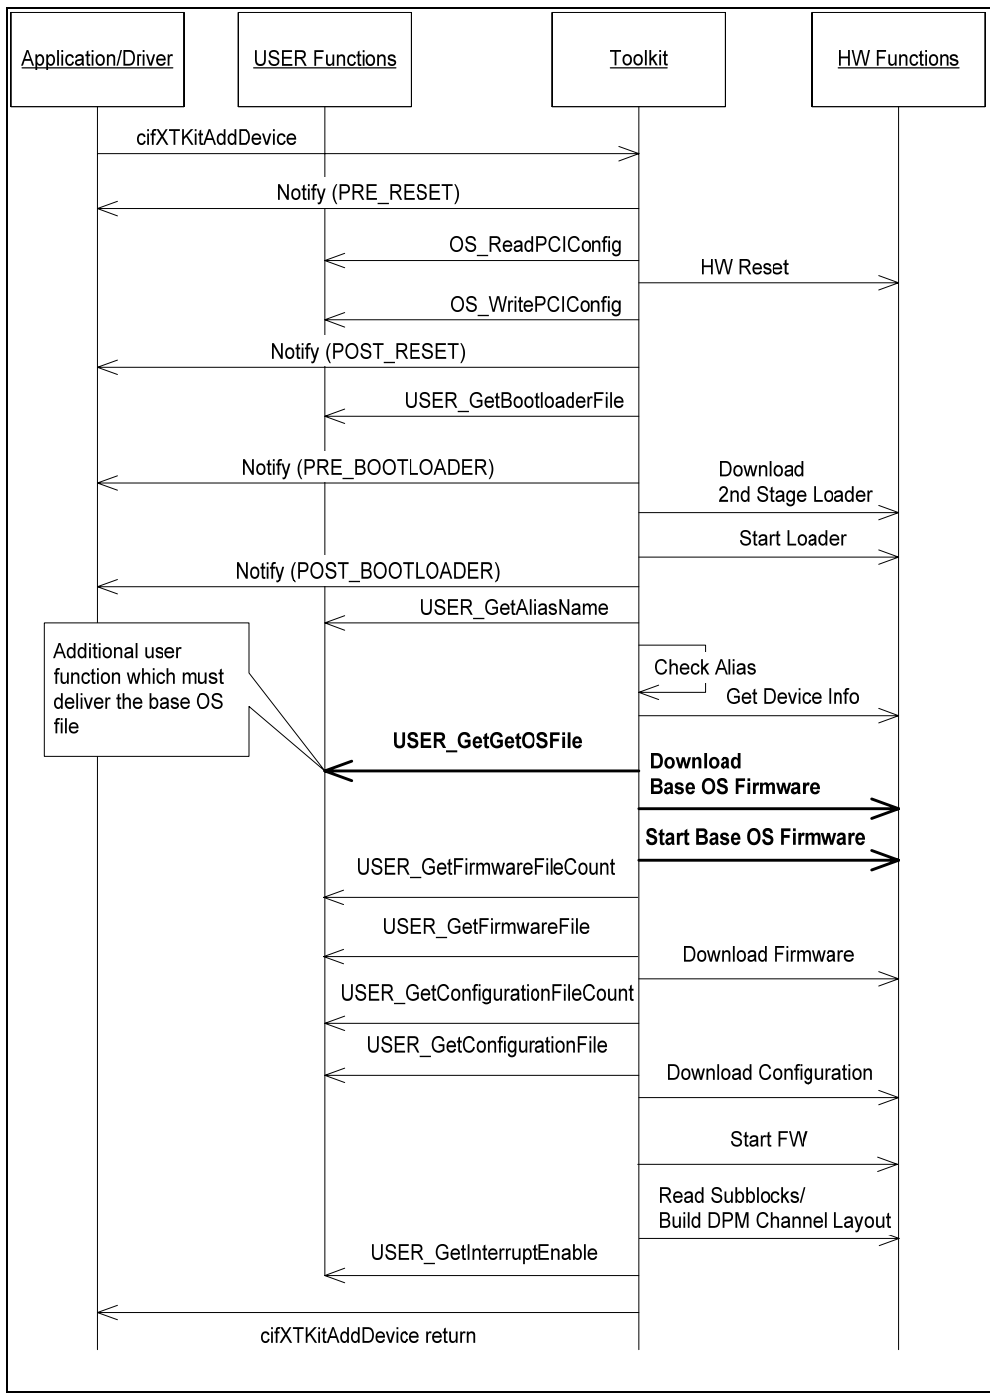 Application/Driver
USER Functions
Toolkit
HW Functions
cifXTKitAddDevice
Notify (PRE_RESET)
OS_ReadPCIConfig
HW Reset
OS_WritePCIConfig
Notify (POST_RESET)
USER_GetBootloaderFile
Notify (PRE_BOOTLOADER)
Download
2nd Stage Loader
Start Loader
Notify (POST_BOOTLOADER)
USER_GetAliasName
Additional user
function which must
deliver the base OS
file
Check Alias
Get Device Info
USER_GetGetOSFile
Download
Base OS Firmware
Start Base OS Firmware
USER_GetFirmwareFileCount
USER_GetFirmwareFile
Download Firmware
USER_GetConfigurationFileCount
USER_GetConfigurationFile
Download Configuration
Start FW
Read Subblocks/
Build DPM Channel Layout
USER_GetInterruptEnable
cifXTKitAddDevice return